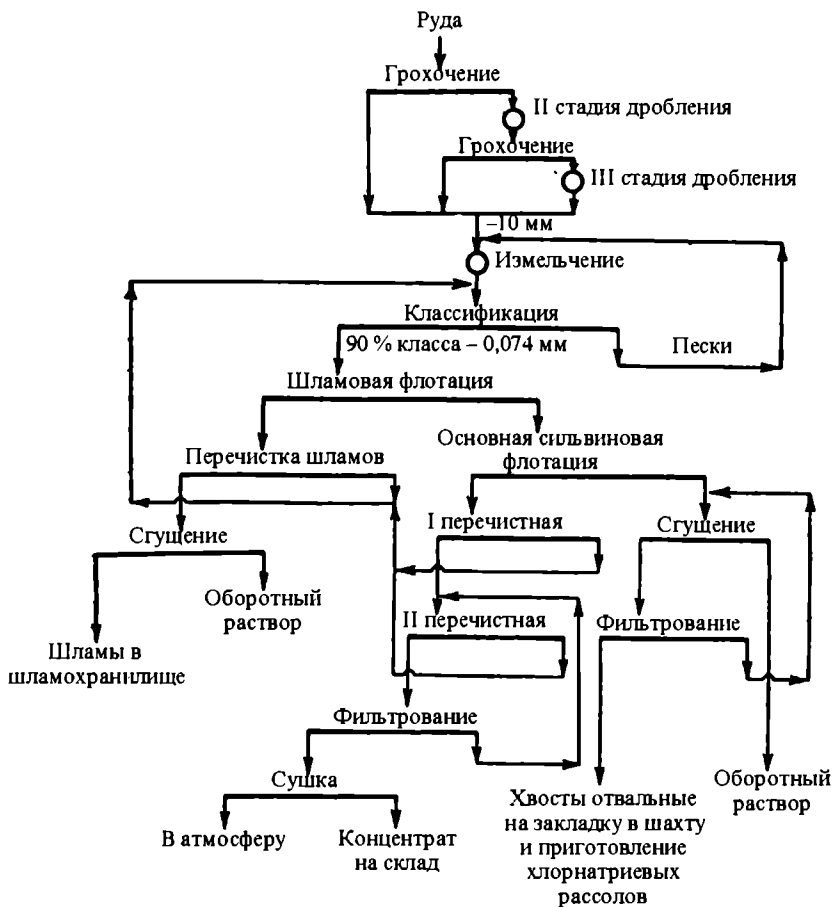 Руда
Грохочение
II стадия дробления
Грохочение
III стадия дробления
–10 мм
Измельчение
Классификация
90 % класса – 0,074 мм
Пески
Шламовая флотация
Основная сильвиновая
флотация
Перечистка шламов
I перечистная
Сгущение
Сгущение
Оборотный
раствор
II перечистная
Фильтрование
Шламы в
шламохранилище
Фильтрование
Сушка
В атмосферу
Концентрат
на склад
Хвосты отвальные
на закладку в шахту
и приготовление
хлорнатриевых
рассолов
Оборотный
раствор